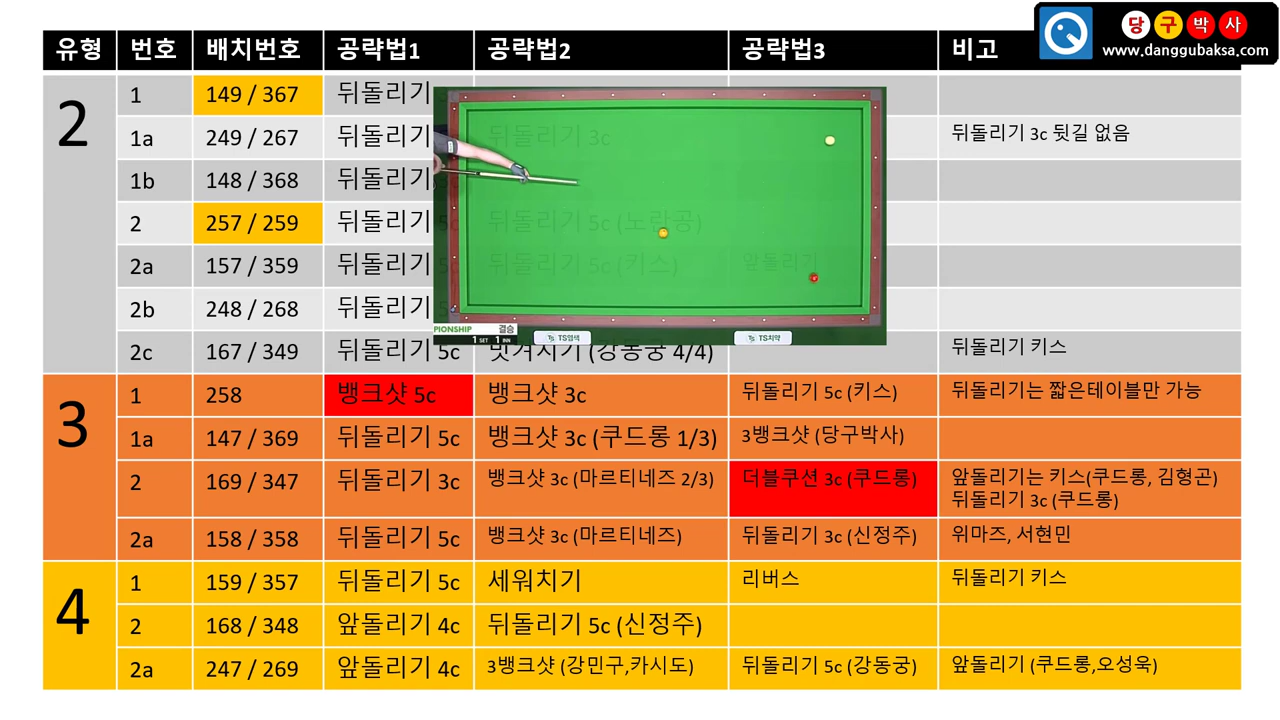 당구박사
www.danggubaksa.com
유형 번호 배치번호 공략법1 공략법2 공략법3 비고
2
1 149 / 367 뒤돌리기
1a 249 / 267 뒤돌리기 뒤돌리기 3c 뒤돌리기 3c 뒷길 없음
1b 148 / 368 뒤돌리기
2 257 / 259 뒤돌리기 5c 뒤돌리기 5c (노란공)
2a 157 / 359 뒤돌리기 5c 뒤돌리기 5c (키스) 앞돌리기
2b 248 / 268 뒤돌리기
2c 167 / 349 뒤돌리기 5c 빗겨치기 (강동궁 4/4) 뒤돌리기 키스
PIONSHIP 결승
1 SET 1 INN
TS샴푸
TS치약
3
1 258 뱅크샷 5c 뱅크샷 3c 뒤돌리기 5c (키스) 뒤돌리기는 짧은테이블만 가능
1a 147 / 369 뒤돌리기 5c 뱅크샷 3c (쿠드롱 1/3) 3뱅크샷 (당구박사)
2 169 / 347 뒤돌리기 3c 뱅크샷 3c (마르티네즈 2/3) 더블쿠션 3c (쿠드롱) 앞돌리기는 키스(쿠드롱, 김형곤)
뒤돌리기 3c (쿠드롱)
2a 158 / 358 뒤돌리기 5c 뱅크샷 3c (마르티네즈) 뒤돌리기 3c (신정주) 위마즈, 서현민
4
1 159 / 357 뒤돌리기 5c 세워치기 리버스 뒤돌리기 키스
2 168 / 348 앞돌리기 4c 뒤돌리기 5c (신정주)
2a 247 / 269 앞돌리기 4c 3뱅크샷 (강민구,카시도) 뒤돌리기 5c (강동궁) 앞돌리기 (쿠드롱,오성욱)